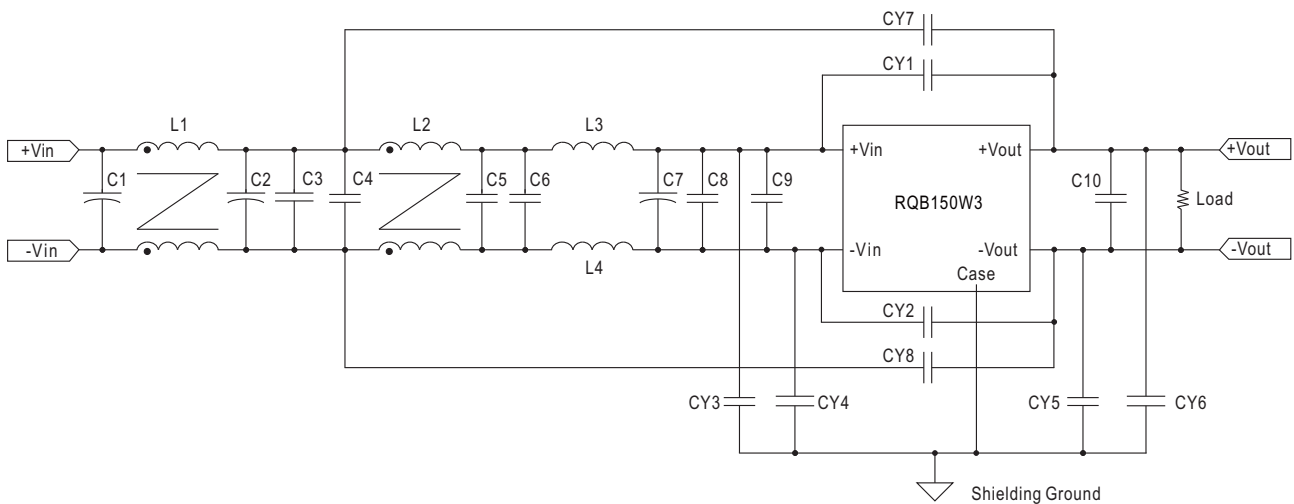 CY7
CY1
L1
L2
L3
+Vin
+Vin
+Vout
+Vout
C1
C2
C3
C4
C5
C6
C7
C8
C9
C10
RQB150W3
Load
-Vin
-Vin
-Vout
-Vout
L4
Case
CY2
CY8
CY3
CY4
CY5
CY6
Shielding Ground